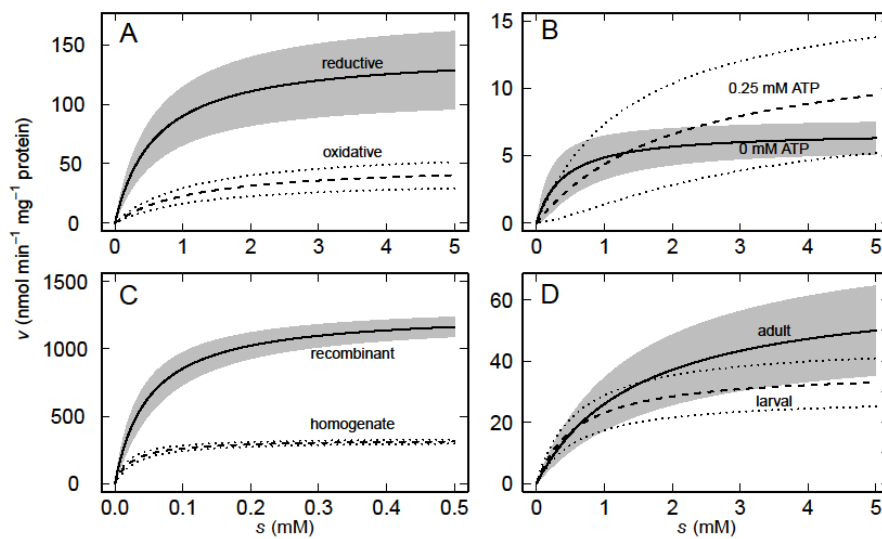 A
reductive
oxidative
150
100
50
0
0
1
2
3
4
5
B
0.25 mM ATP
0 mM ATP
15
10
5
0
0
1
2
3
4
5
v (nmol min⁻¹ mg⁻¹ protein)
C
recombinant
homogenate
1500
1000
500
0
0.0
0.1
0.2
0.3
0.4
0.5
s (mM)
D
adult
larval
60
40
20
0
0
1
2
3
4
5
s (mM)